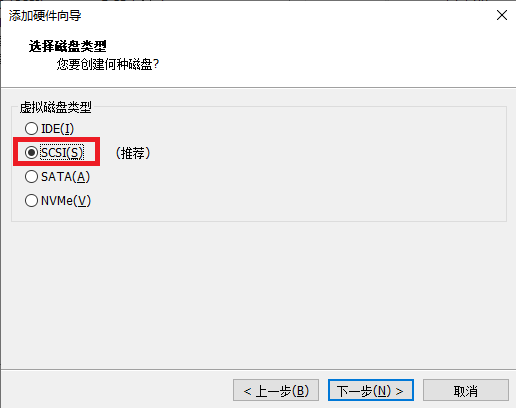 添加硬件向导
选择磁盘类型
您要创建何种磁盘?
虚拟磁盘类型
IDE(I)
SCSI(S) (推荐)
SATA(A)
NVMe(V)
< 上一步(B) 下一步(N) > 取消